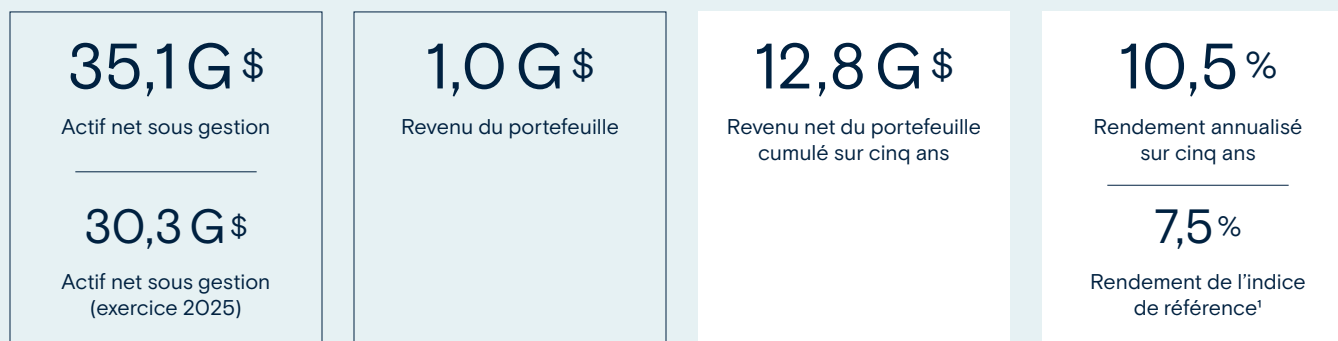 35,1 G $
Actif net sous gestion
30,3 G $
Actif net sous gestion
(exercice 2025)
1,0 G $
Revenu du portefeuille
12,8 G $
Revenu net du portefeuille
cumulé sur cinq ans
10,5 %
Rendement annualisé
sur cinq ans
7,5 %
Rendement de l’indice
de référence¹